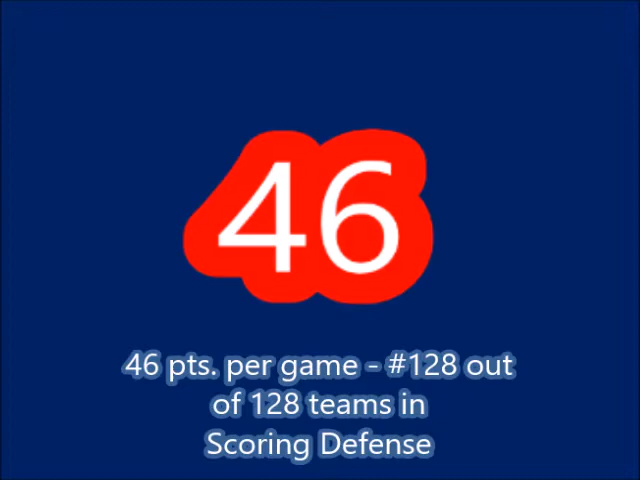 46
46 pts. per game - #128 out
of 128 teams in
Scoring Defense